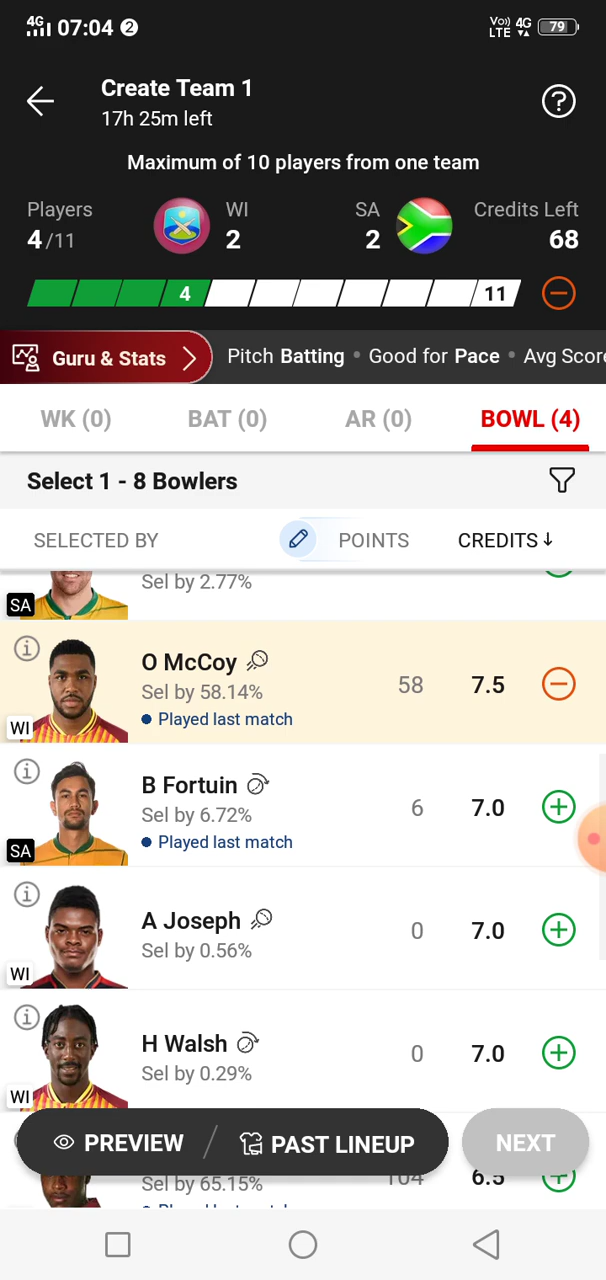 4G 07:04 2 Vo)) LTE 4G 79
Create Team 1
17h 25m left
Maximum of 10 players from one team
Players WI SA Credits Left
4/11 2 2 68
4 11
Guru & Stats Pitch Batting • Good for Pace • Avg Score
WK (0) BAT (0) AR (0) BOWL (4)
Select 1 - 8 Bowlers
SELECTED BY POINTS CREDITS↓
Sel by 2.77%
SA
O McCoy
Sel by 58.14% 58 7.5
• Played last match
WI
B Fortuin
Sel by 6.72% 6 7.0
• Played last match
SA
A Joseph
Sel by 0.56% 0 7.0
WI
H Walsh
Sel by 0.29% 0 7.0
WI
PREVIEW / PAST LINEUP NEXT
Sel by 65.15% 104 6.5
• Played last match